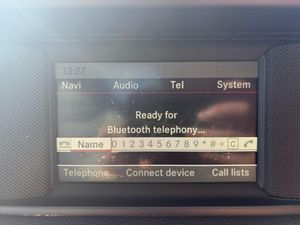 13:27
Navi Audio Tel System
Ready for
Bluetooth telephony...
Name 0 1 2 3 4 5 6 7 8 9 * # + C
Telephone Connect device Call lists